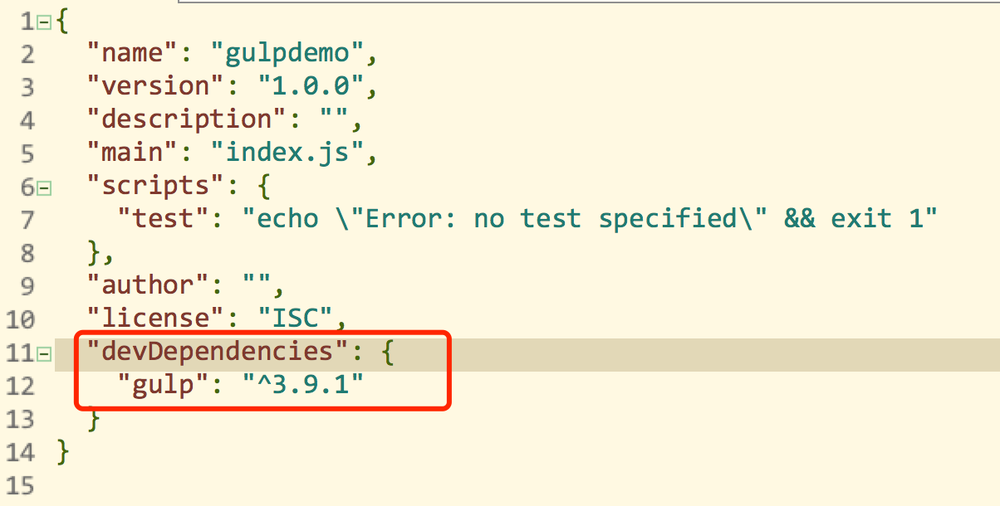 1 {
2 "name": "gulpdemo",
3 "version": "1.0.0",
4 "description": "",
5 "main": "index.js",
6 "scripts": {
7 "test": "echo \"Error: no test specified\" && exit 1"
8 },
9 "author": "",
10 "license": "ISC",
11 "devDependencies": {
12 "gulp": "^3.9.1"
13 }
14 }
15